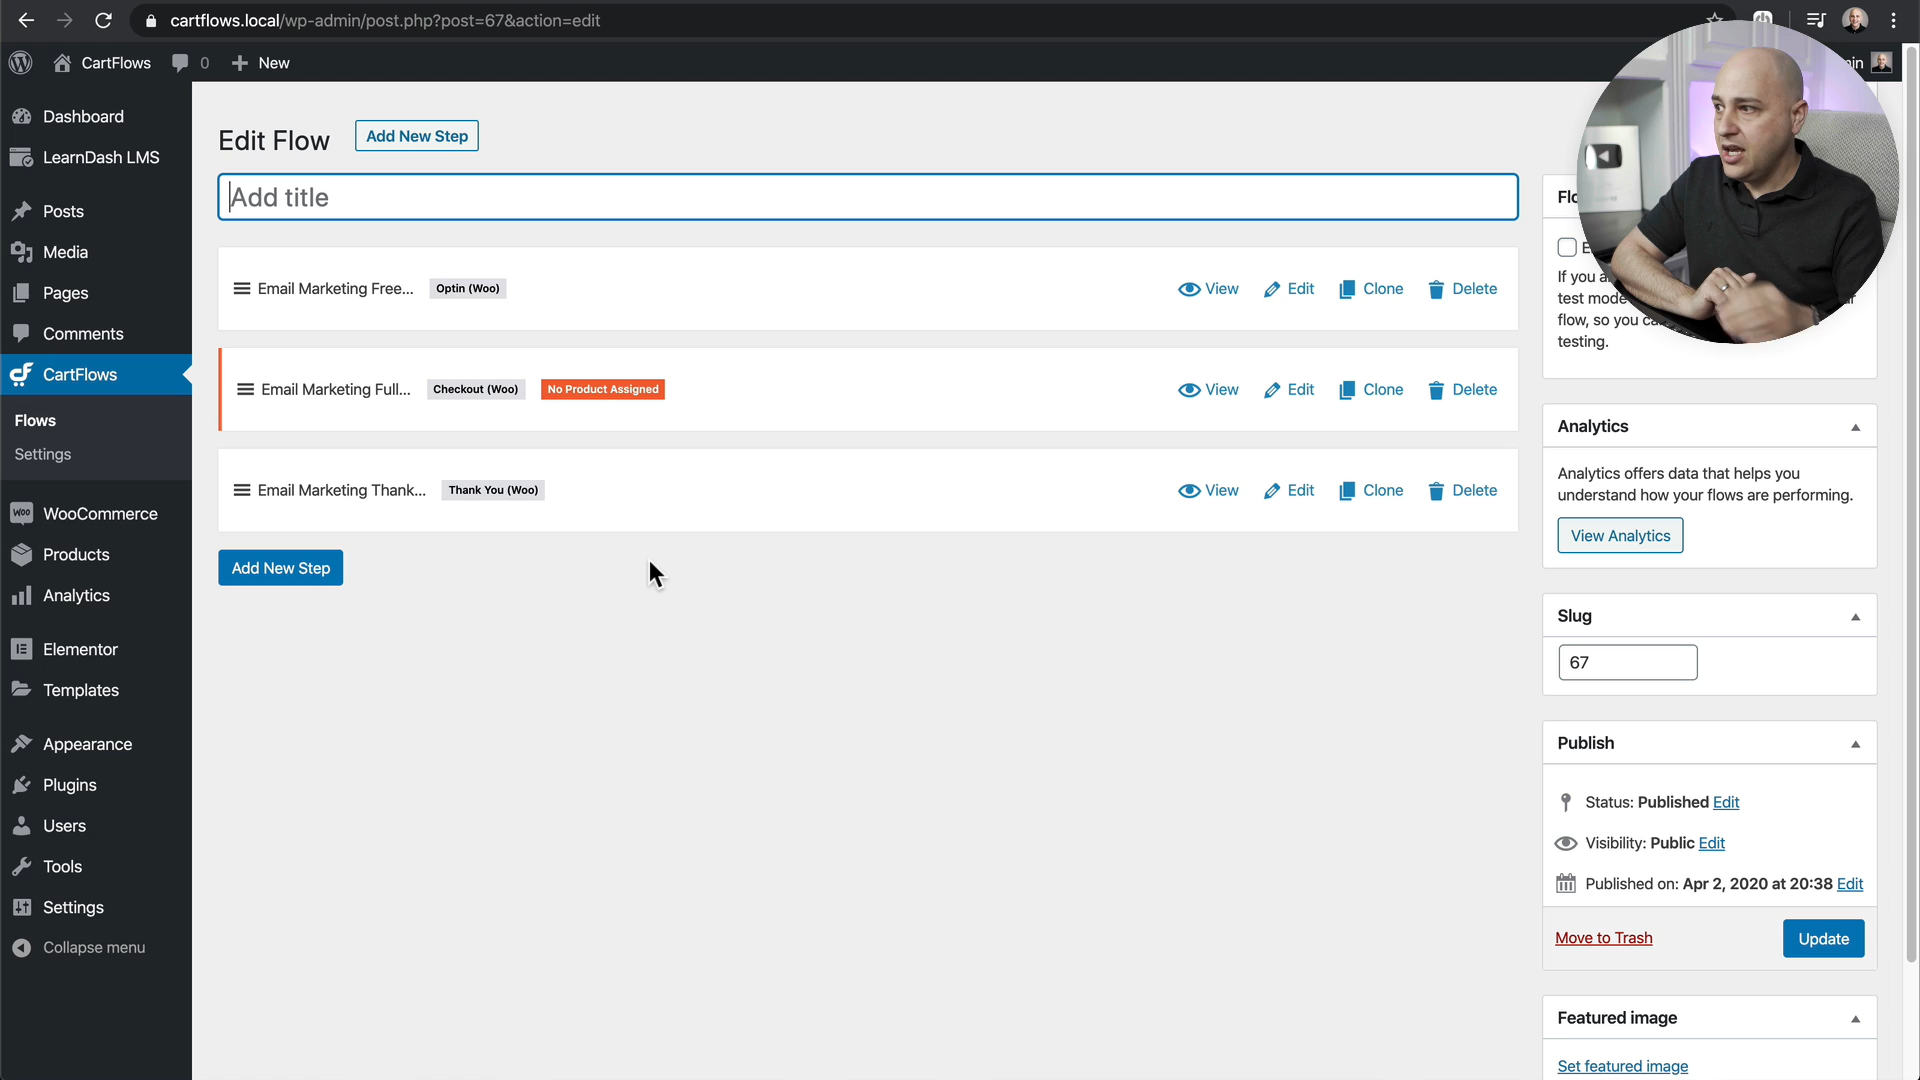 cartflows.local/wp-admin/post.php?post=67&action=edit
CartFlows
0
New
Dashboard
LearnDash LMS
Posts
Media
Pages
Comments
CartFlows
Flows
Settings
WooCommerce
Products
Analytics
Elementor
Templates
Appearance
Plugins
Users
Tools
Settings
Collapse menu
Edit Flow
Add New Step
Add title
Email Marketing Free...
Optin (Woo)
View
Edit
Clone
Delete
Email Marketing Full...
Checkout (Woo)
No Product Assigned
View
Edit
Clone
Delete
Email Marketing Thank...
Thank You (Woo)
View
Edit
Clone
Delete
Add New Step
If you
test mode
flow, so you
testing.
Analytics
Analytics offers data that helps you
understand how your flows are performing.
View Analytics
Slug
67
Publish
Status: Published Edit
Visibility: Public Edit
Published on: Apr 2, 2020 at 20:38 Edit
Move to Trash
Update
Featured image
Set featured image